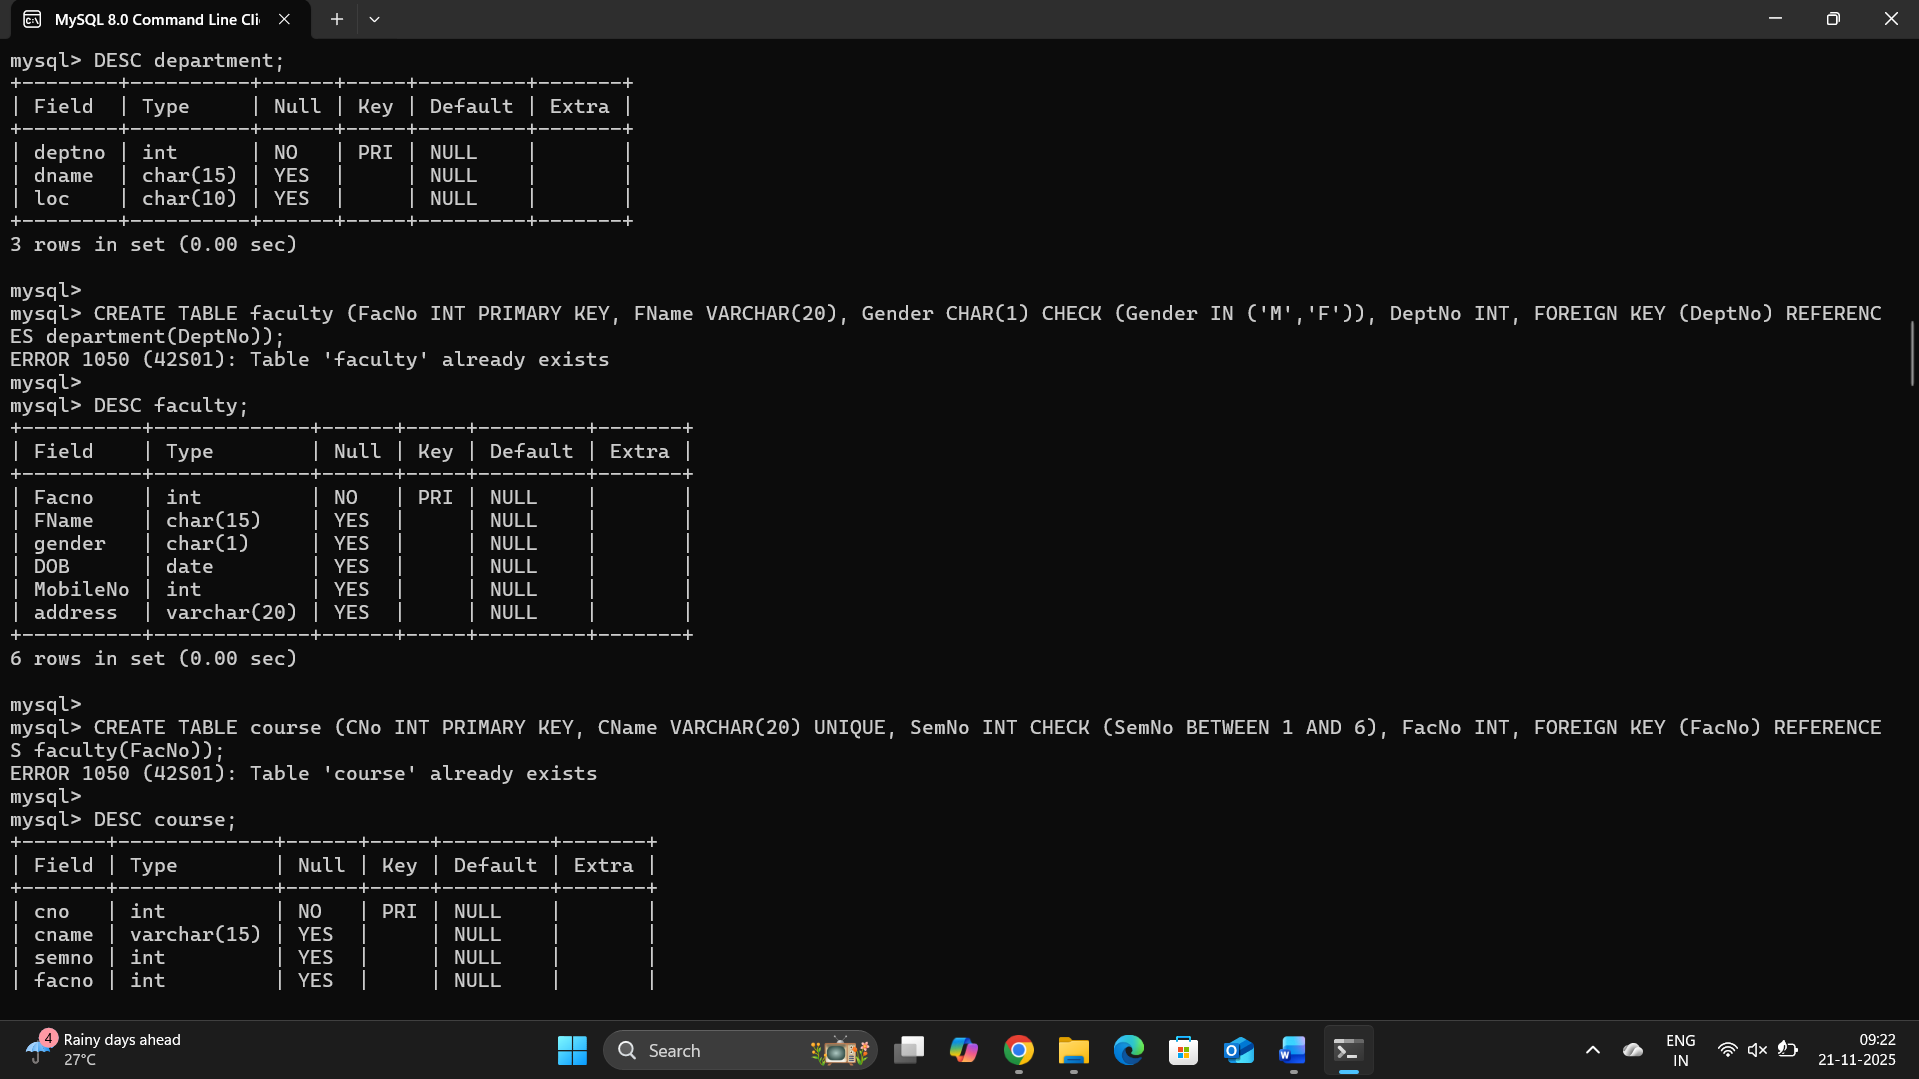 MySQL 8.0 Command Line Cli
mysql> DESC department;
+--------+----------+------+-----+---------+-------+
| Field  | Type     | Null | Key | Default | Extra |
+--------+----------+------+-----+---------+-------+
| deptno | int      | NO   | PRI | NULL    |       |
| dname  | char(15) | YES  |     | NULL    |       |
| loc    | char(10) | YES  |     | NULL    |       |
+--------+----------+------+-----+---------+-------+
3 rows in set (0.00 sec)
mysql>
mysql> CREATE TABLE faculty (FacNo INT PRIMARY KEY, FName VARCHAR(20), Gender CHAR(1) CHECK (Gender IN ('M','F')), DeptNo INT, FOREIGN KEY (DeptNo) REFERENC
ES department(DeptNo));
ERROR 1050 (42S01): Table 'faculty' already exists
mysql>
mysql> DESC faculty;
+----------+-------------+------+-----+---------+-------+
| Field    | Type        | Null | Key | Default | Extra |
+----------+-------------+------+-----+---------+-------+
| Facno    | int         | NO   | PRI | NULL    |       |
| FName    | char(15)    | YES  |     | NULL    |       |
| gender   | char(1)     | YES  |     | NULL    |       |
| DOB      | date        | YES  |     | NULL    |       |
| MobileNo | int         | YES  |     | NULL    |       |
| address  | varchar(20) | YES  |     | NULL    |       |
+----------+-------------+------+-----+---------+-------+
6 rows in set (0.00 sec)
mysql>
mysql> CREATE TABLE course (CNo INT PRIMARY KEY, CName VARCHAR(20) UNIQUE, SemNo INT CHECK (SemNo BETWEEN 1 AND 6), FacNo INT, FOREIGN KEY (FacNo) REFERENCE
S faculty(FacNo));
ERROR 1050 (42S01): Table 'course' already exists
mysql>
mysql> DESC course;
+-------+-------------+------+-----+---------+-------+
| Field | Type        | Null | Key | Default | Extra |
+-------+-------------+------+-----+---------+-------+
| cno   | int         | NO   | PRI | NULL    |       |
| cname | varchar(15) | YES  |     | NULL    |       |
| semno | int         | YES  |     | NULL    |       |
| facno | int         | YES  |     | NULL    |       |
4
Rainy days ahead
27°C
Search
ENG
IN
09:22
21-11-2025